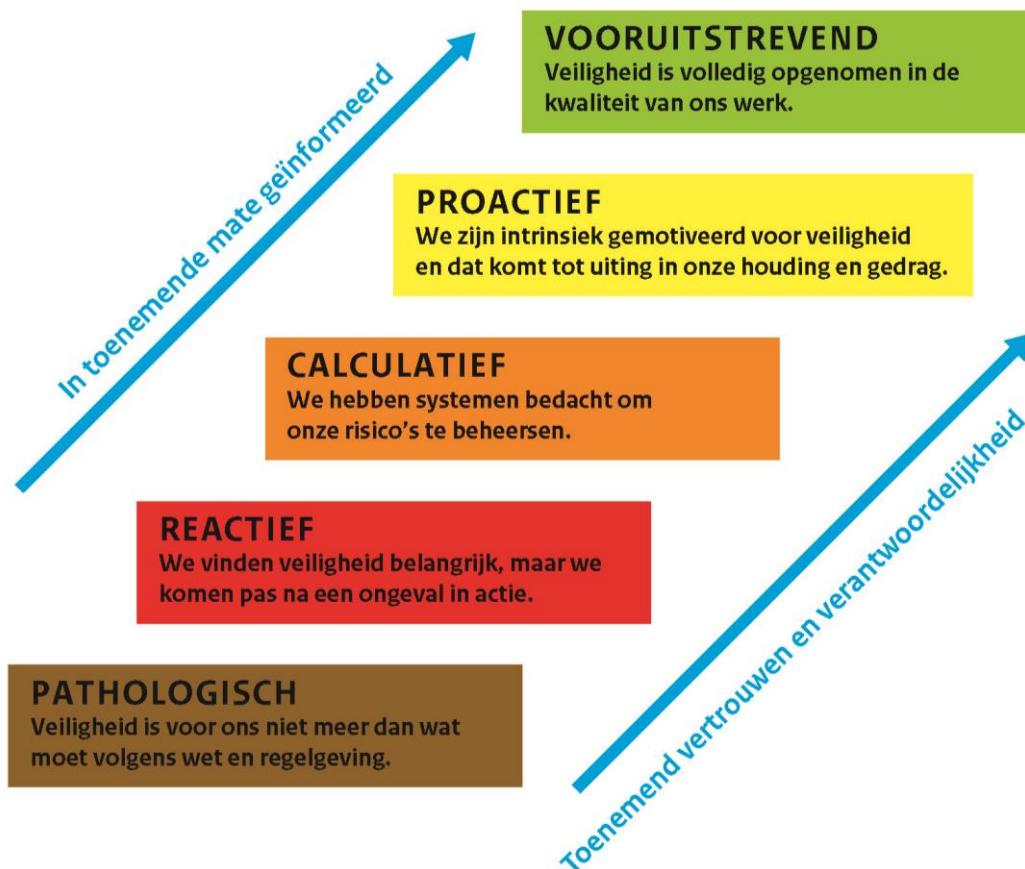 VOORUITSTREVEND
Veiligheid is volledig opgenomen in de
kwaliteit van ons werk.
In toenemende mate geïnformeerd
PROACTIEF
We zijn intrinsiek gemotiveerd voor veiligheid
en dat komt tot uiting in onze houding en gedrag.
CALCULATIEF
We hebben systemen bedacht om
onze risico's te beheersen.
REACTIEF
We vinden veiligheid belangrijk, maar we
komen pas na een ongeval in actie.
Toenemend vertrouwen en verantwoordelijkheid
PATHOLOGISCH
Veiligheid is voor ons niet meer dan wat
moet volgens wet en regelgeving.